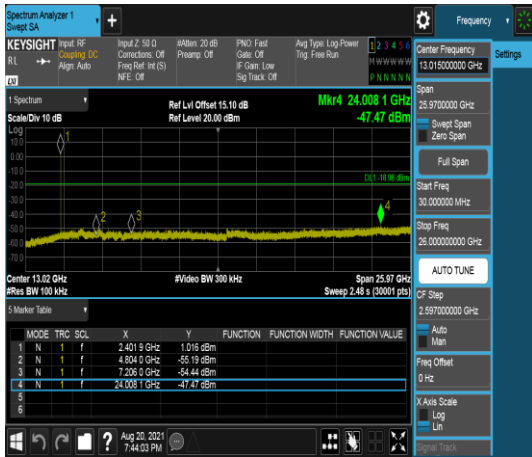 Spectrum Analyzer 1
Swept SA
+
Frequency
KEYSIGHT
RL
LXI
Input: RF
Coupling: DC
Align: Auto
Input Z: 50 Ω
Corrections: Off
Freq Ref: Int (S)
NFE: Off
#Atten: 20 dB
Preamp: Off
PNO: Fast
Gate: Off
IF Gain: Low
Sig Track: Off
Avg Type: Log-Power
Trig: Free Run
1 2 3 4 5 6
M W W W W W
P N N N N N
1 Spectrum
Scale/Div 10 dB
Ref Lvl Offset 15.10 dB
Ref Level 20.00 dBm
Mkr4 24.008 1 GHz
-47.47 dBm
Log
10.0
0.00
-10.0
-20.0
-30.0
-40.0
-50.0
-60.0
-70.0
1
2
3
4
DL1 -18.98 dBm
Center 13.02 GHz
#Res BW 100 kHz
#Video BW 300 kHz
Span 25.97 GHz
Sweep 2.48 s (30001 pts)
5 Marker Table
MODE TRC SCL X Y FUNCTION FUNCTION WIDTH FUNCTION VALUE
1 N 1 f 2.401 9 GHz 1.016 dBm
2 N 1 f 4.804 0 GHz -55.19 dBm
3 N 1 f 7.206 0 GHz -54.44 dBm
4 N 1 f 24.008 1 GHz -47.47 dBm
5
6
?
Aug 20, 2021
7:44:03 PM
Center Frequency
13.015000000 GHz
Span
25.9700000 GHz
Swept Span
Zero Span
Full Span
Start Freq
30.000000 MHz
Stop Freq
26.000000000 GHz
AUTO TUNE
CF Step
2.597000000 GHz
Auto
Man
Freq Offset
0 Hz
X Axis Scale
Log
Lin
Signal Track
Settings